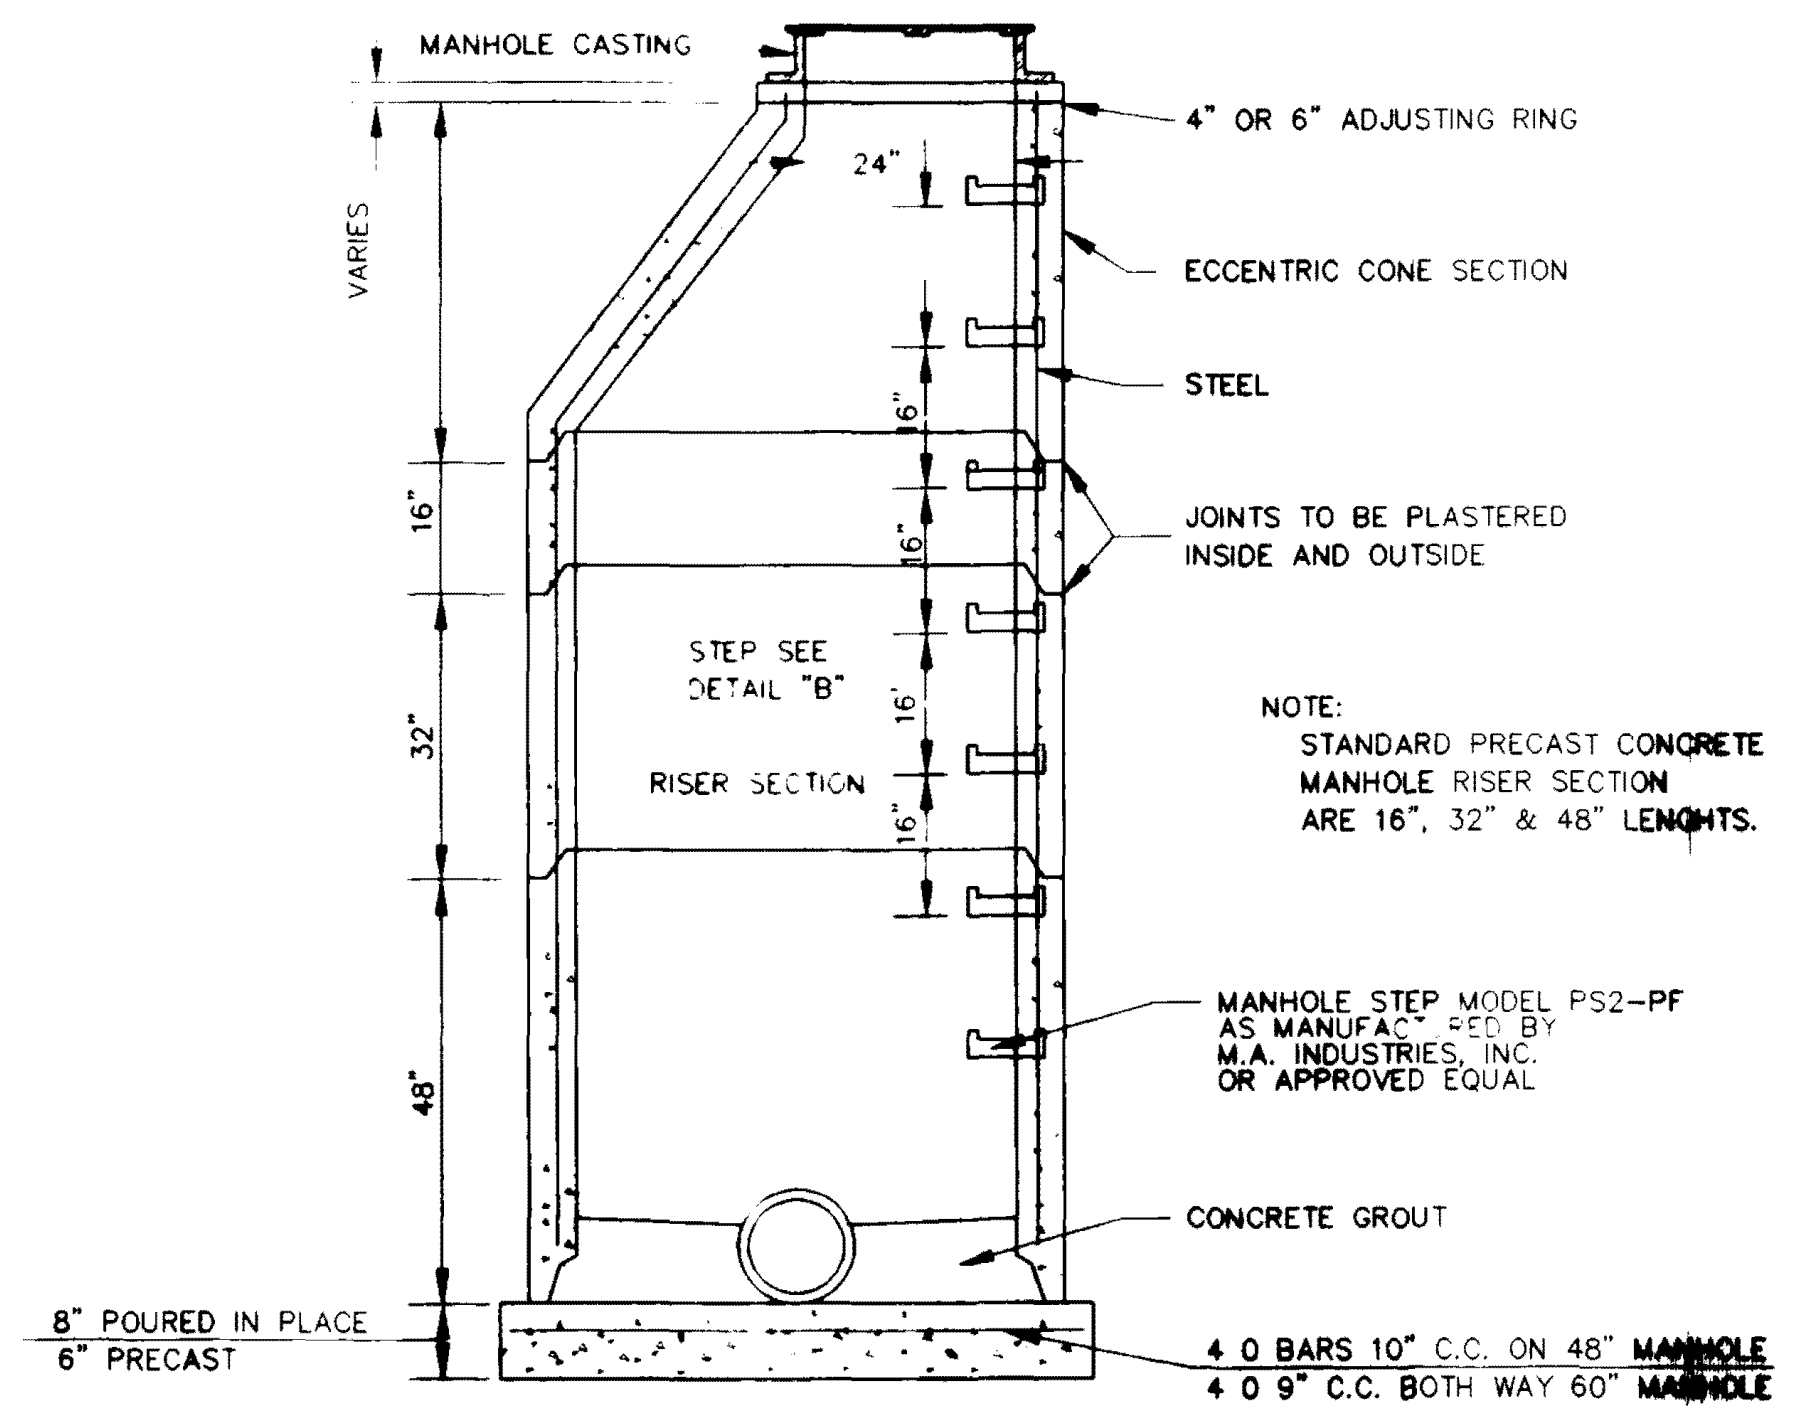 MANHOLE CASTING
4" OR 6" ADJUSTING RING
24"
VARIES
ECCENTRIC CONE SECTION
STEEL
16"
16"
16"
JOINTS TO BE PLASTERED
INSIDE AND OUTSIDE
STEP SEE
DETAIL "B"
32"
16'
NOTE:
STANDARD PRECAST CONCRETE
MANHOLE RISER SECTION
ARE 16", 32" & 48" LENGHTS.
RISER SECTION
16"
MANHOLE STEP MODEL PS2-PF
AS MANUFACTURED BY
M.A. INDUSTRIES, INC.
OR APPROVED EQUAL
48"
CONCRETE GROUT
8" POURED IN PLACE
6" PRECAST
4 O BARS 10" C.C. ON 48" MANHOLE
4 O 9" C.C. BOTH WAY 60" MANHOLE